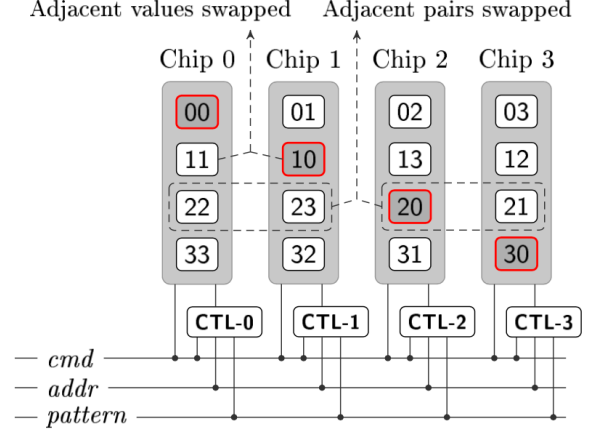 Adjacent values swapped Adjacent pairs swapped
Chip 0 Chip 1 Chip 2 Chip 3
00 01 02 03
11 10 13 12
22 23 20 21
33 32 31 30
CTL-0 CTL-1 CTL-2 CTL-3
cmd
addr
pattern